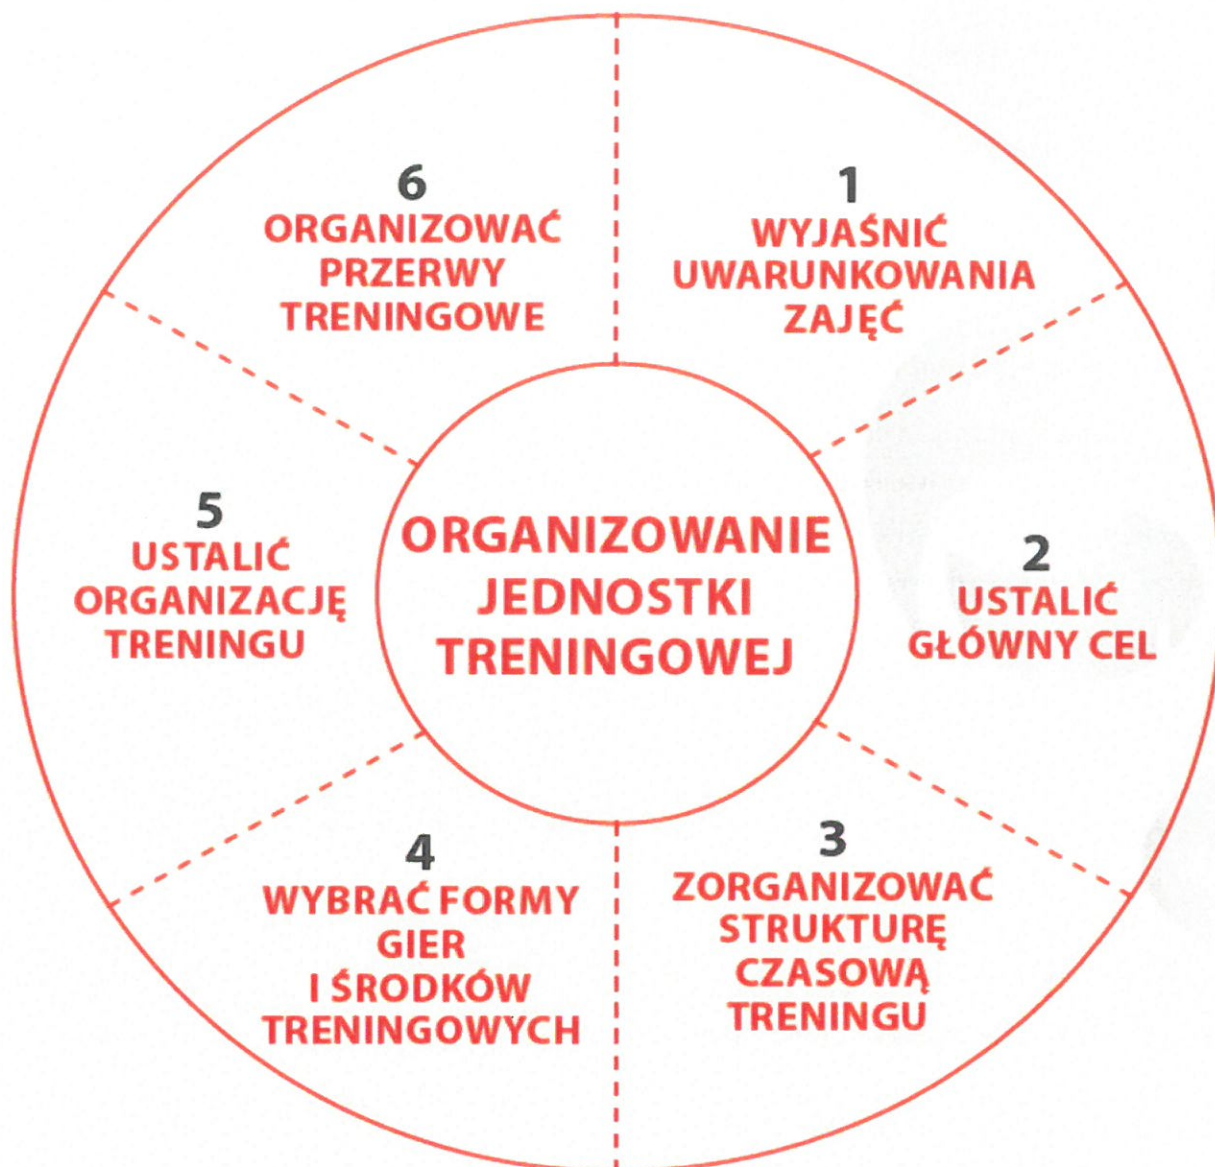 6
ORGANIZOWAĆ
PRZERWY
TRENINGOWE
1
WYJAŚNIĆ
UWARUNKOWANIA
ZAJĘĆ
5
USTALIĆ
ORGANIZACJĘ
TRENINGU
ORGANIZOWANIE
JEDNOSTKI
TRENINGOWEJ
2
USTALIĆ
GŁÓWNY CEL
4
WYBRAĆ FORMY
GIER
I ŚRODKÓW
TRENINGOWYCH
3
ZORGANIZOWAĆ
STRUKTURĘ
CZASOWĄ
TRENINGU